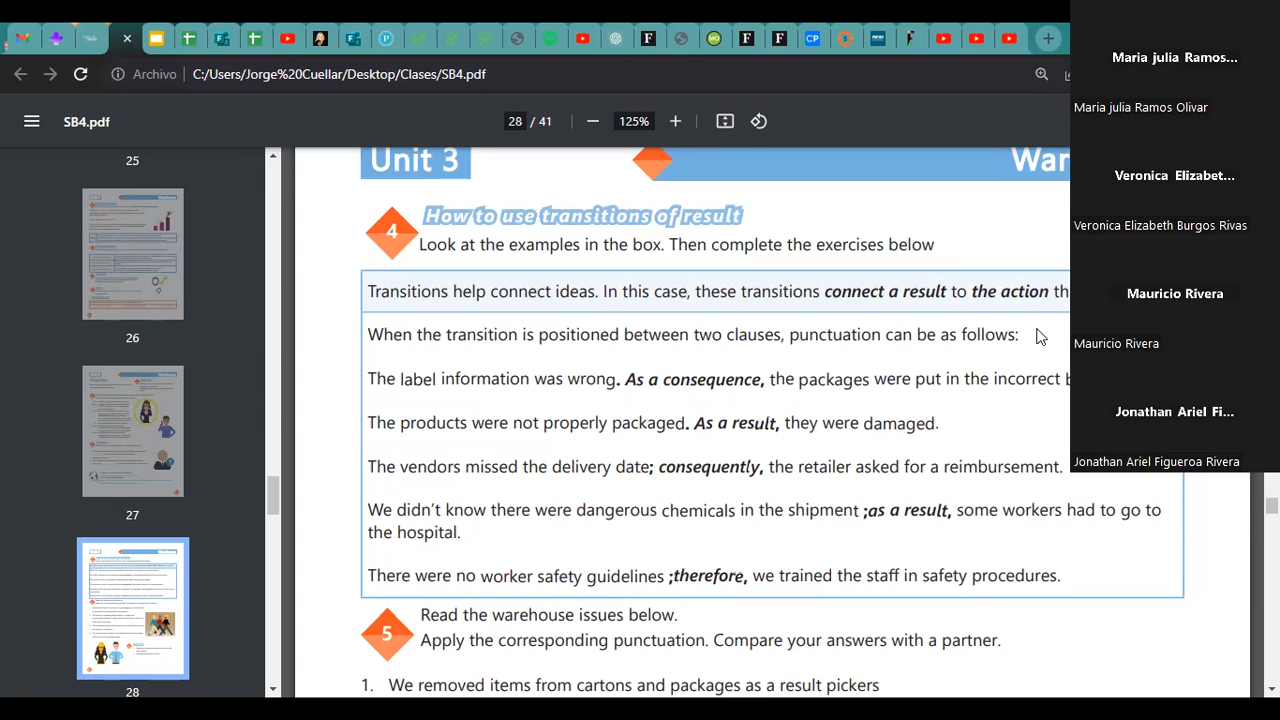 Archivo C:/Users/Jorge%20Cuellar/Desktop/Clases/SB4.pdf
SB4.pdf
28 / 41
125%
25
26
27
28
Unit 3
War
4
How to use transitions of result
Look at the examples in the box. Then complete the exercises below
Transitions help connect ideas. In this case, these transitions connect a result to the action th
When the transition is positioned between two clauses, punctuation can be as follows:
The label information was wrong. As a consequence, the packages were put in the incorrect b
The products were not properly packaged. As a result, they were damaged.
The vendors missed the delivery date; consequently, the retailer asked for a reimbursement.
We didn't know there were dangerous chemicals in the shipment ;as a result, some workers had to go to
the hospital.
There were no worker safety guidelines ;therefore, we trained the staff in safety procedures.
5
Read the warehouse issues below.
Apply the corresponding punctuation. Compare your answers with a partner.
1. We removed items from cartons and packages as a result pickers
Maria julia Ramos...
Maria julia Ramos Olivar
Veronica Elizabet...
Veronica Elizabeth Burgos Rivas
Mauricio Rivera
Mauricio Rivera
Jonathan Ariel Fi...
Jonathan Ariel Figueroa Rivera